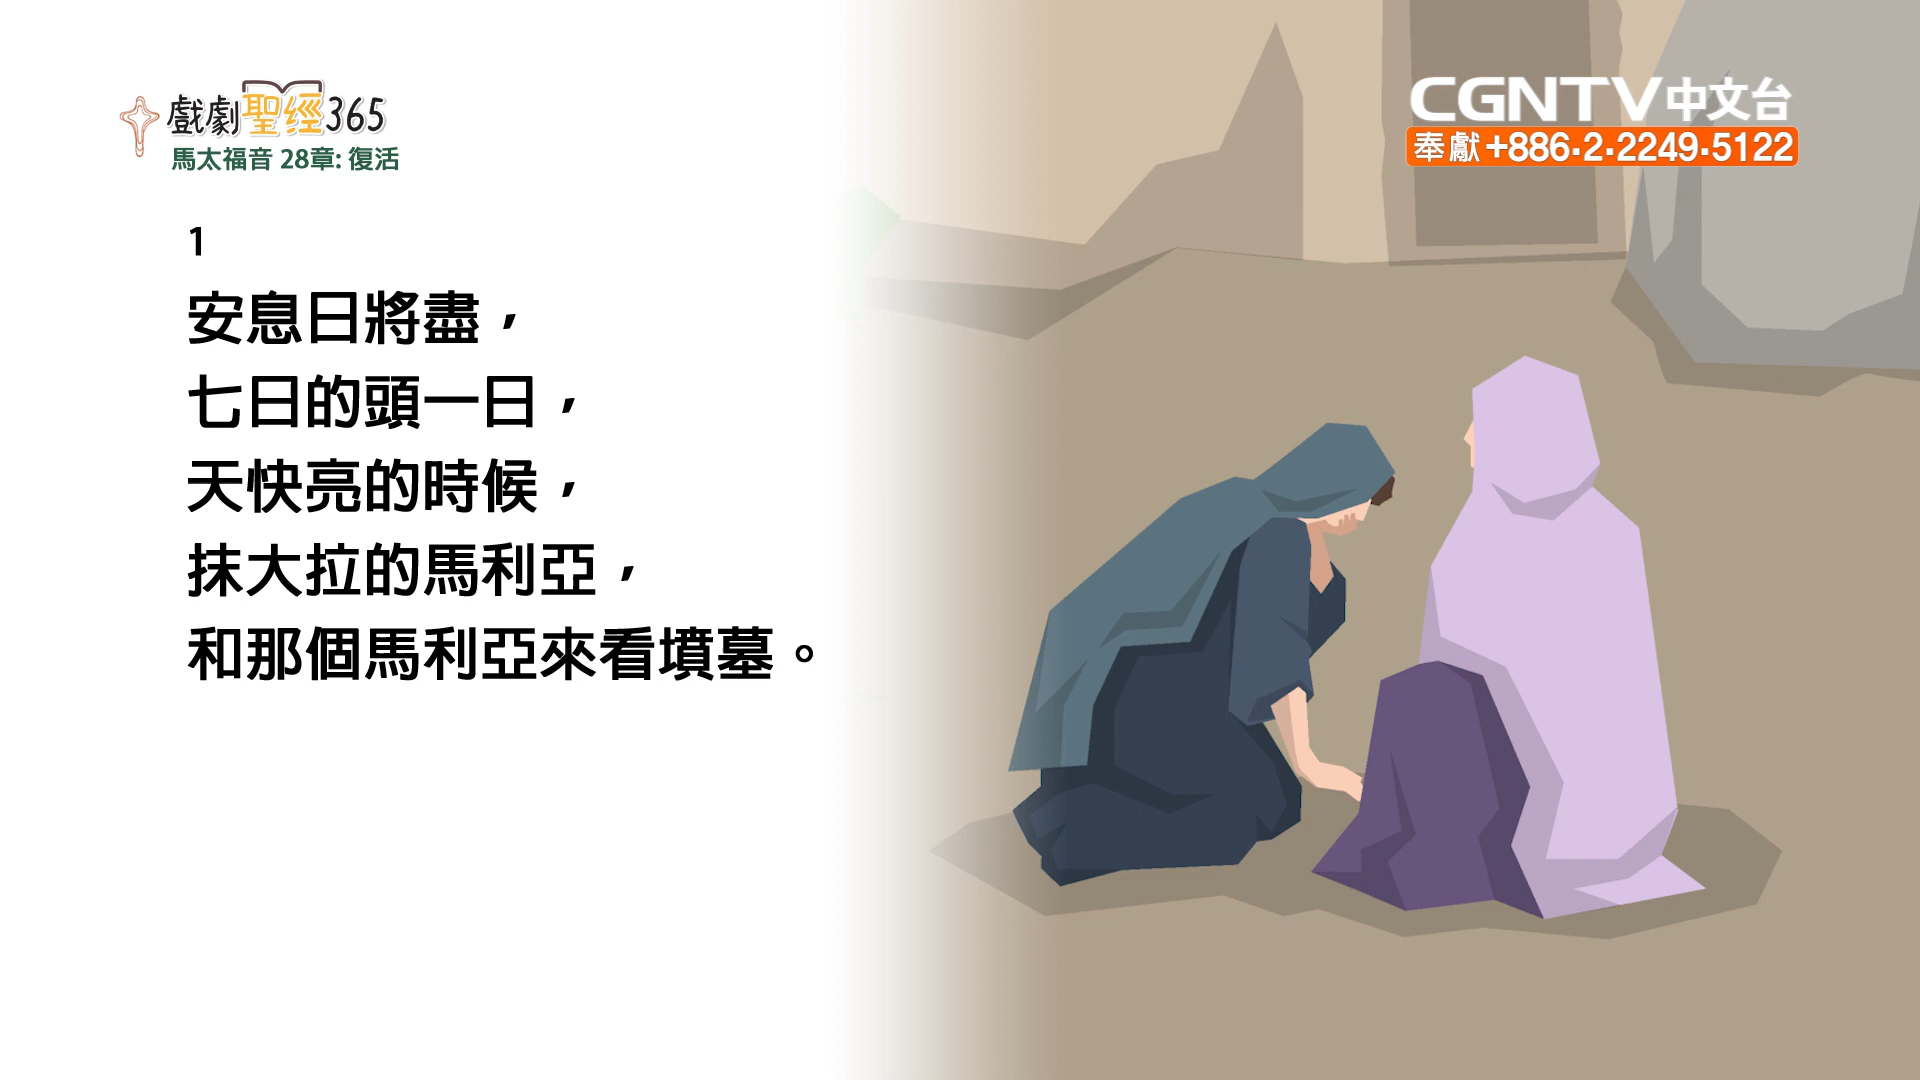 戲劇聖經365
馬太福音 28章: 復活
CGNTV中文台
奉獻 +886·2·2249·5122
1
安息日將盡，
七日的頭一日，
天快亮的時候，
抹大拉的馬利亞，
和那個馬利亞來看墳墓。